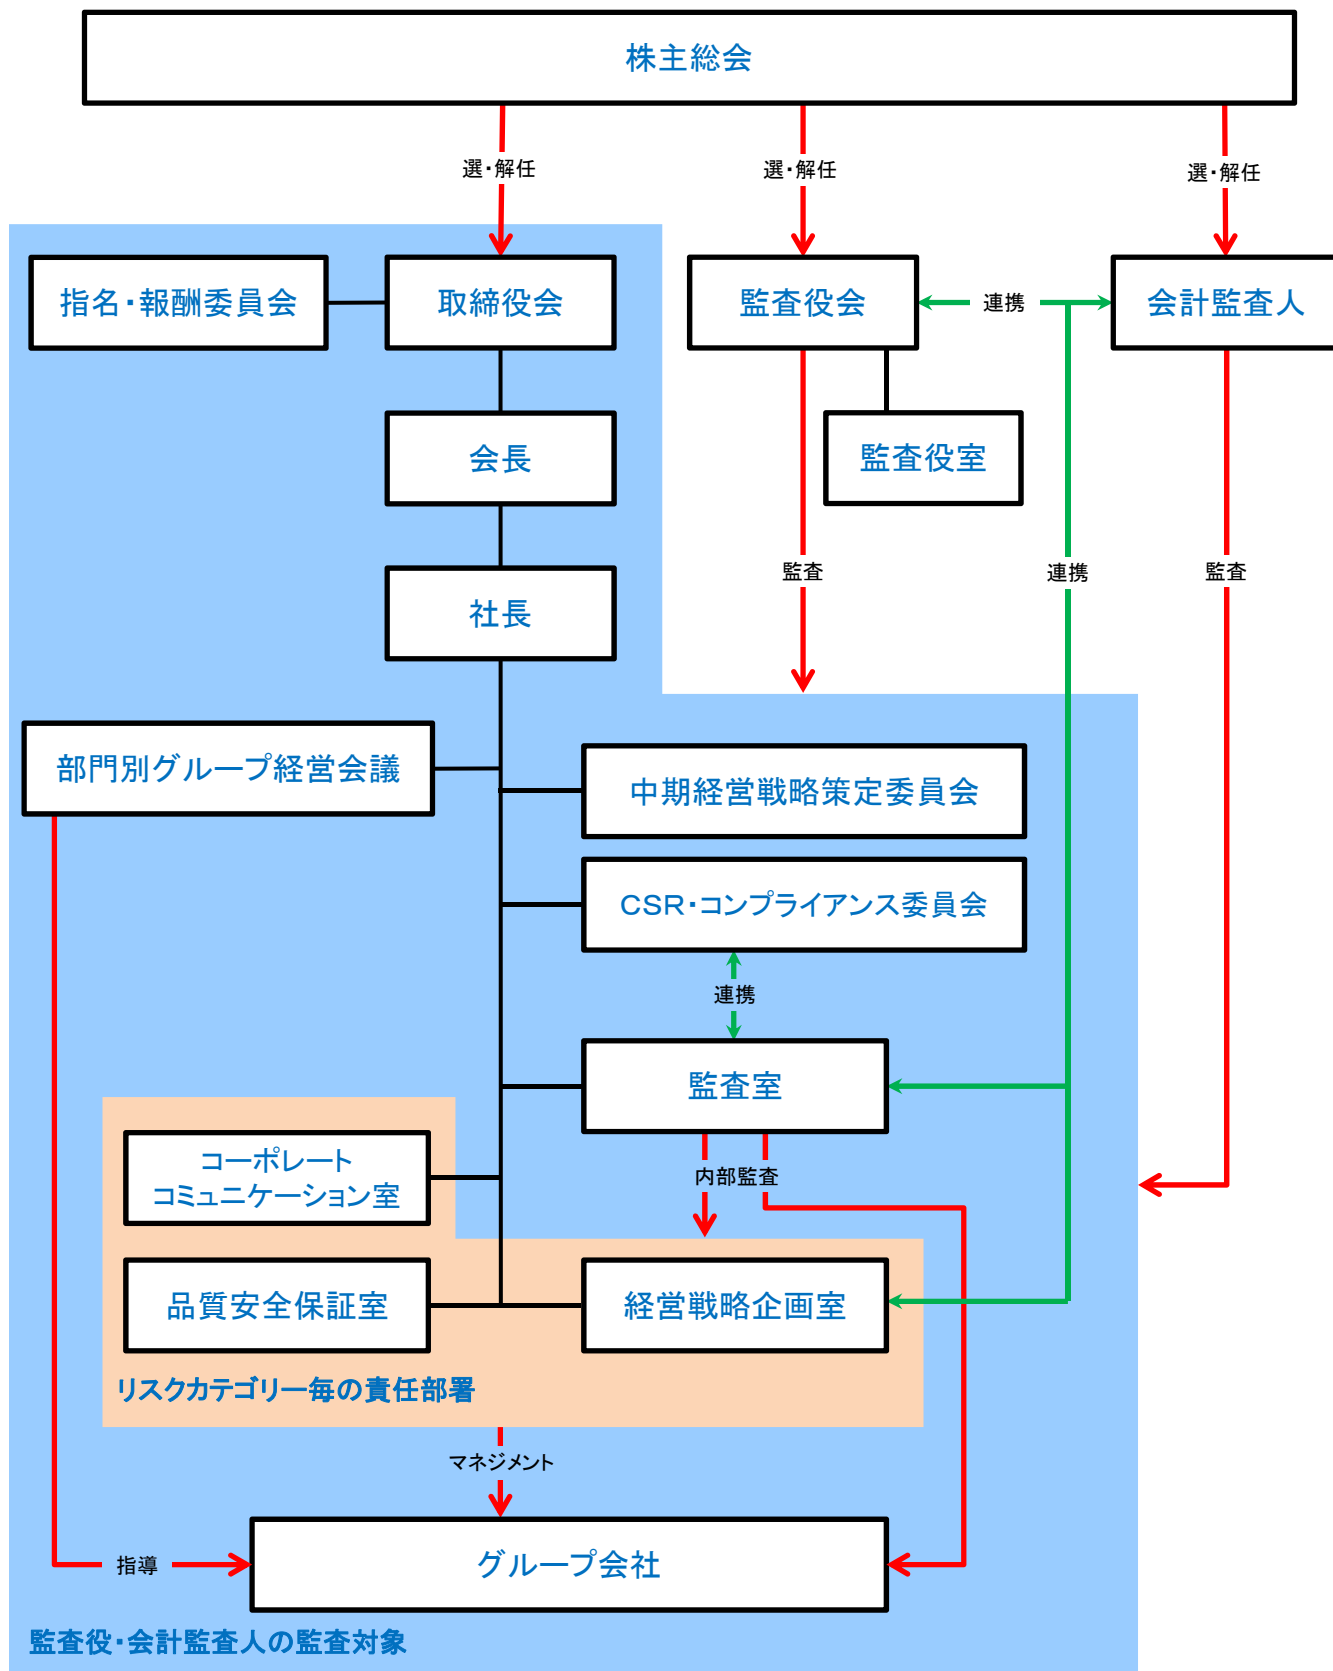 株主総会
選・解任
選・解任
選・解任
指名・報酬委員会
取締役会
監査役会
連携
会計監査人
会長
監査役室
社長
監査
連携
監査
部門別グループ経営会議
中期経営戦略策定委員会
CSR・コンプライアンス委員会
連携
監査室
コーポレート
コミュニケーション室
内部監査
品質安全保証室
経営戦略企画室
リスクカテゴリー毎の責任部署
マネジメント
指導
グループ会社
監査役・会計監査人の監査対象